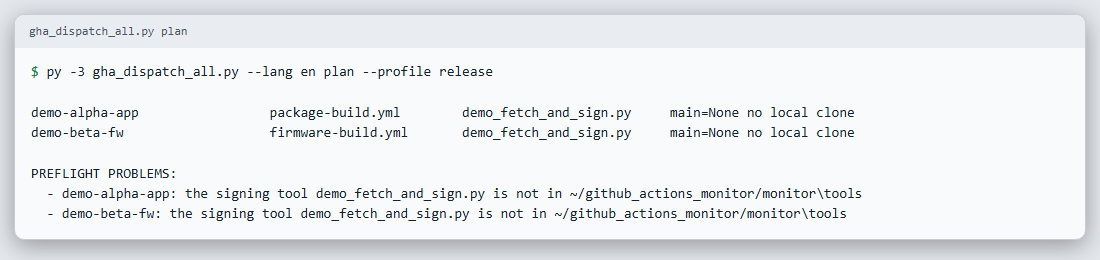 gha_dispatch_all.py plan
$ py -3 gha_dispatch_all.py --lang en plan --profile release
demo-alpha-app package-build.yml demo_fetch_and_sign.py main=None no local clone
demo-beta-fw firmware-build.yml demo_fetch_and_sign.py main=None no local clone
PREFLIGHT PROBLEMS:
- demo-alpha-app: the signing tool demo_fetch_and_sign.py is not in ~/github_actions_monitor/monitor\tools
- demo-beta-fw: the signing tool demo_fetch_and_sign.py is not in ~/github_actions_monitor/monitor\tools